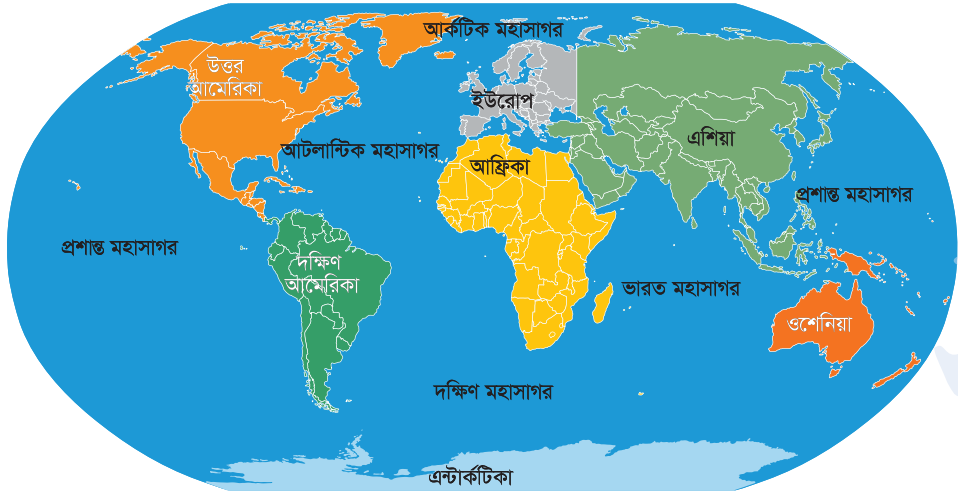 আর্কটিক মহাসাগর
উত্তর
আমেরিকা
ইউরোপ
এশিয়া
আটলান্টিক মহাসাগর
আফ্রিকা
প্রশান্ত মহাসাগর
প্রশান্ত মহাসাগর
দক্ষিণ
আমেরিকা
ভারত মহাসাগর
ওশেনিয়া
দক্ষিণ মহাসাগর
এন্টার্কটিকা